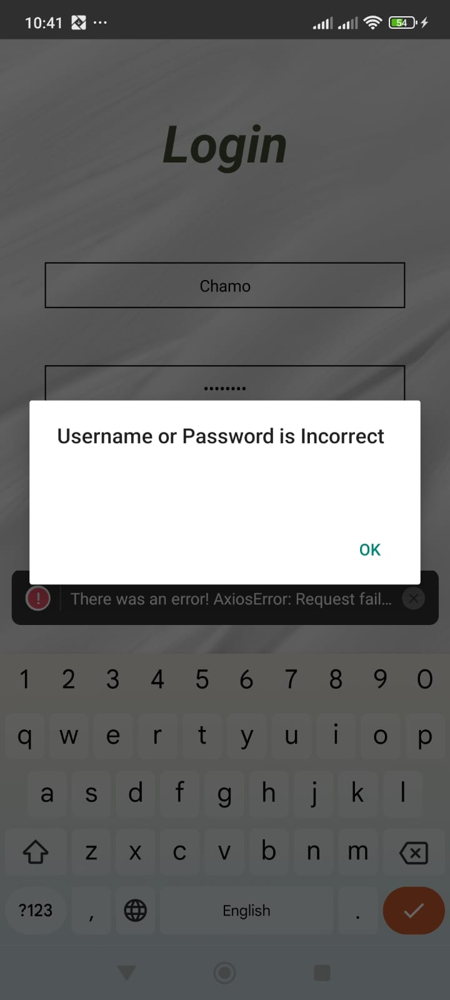 10:41
54
Login
Chamo
••••••••
Username or Password is Incorrect
OK
! There was an error! AxiosError: Request fail...
1 2 3 4 5 6 7 8 9 0
q w e r t y u i o p
a s d f g h j k l
z x c v b n m
?123 , English .